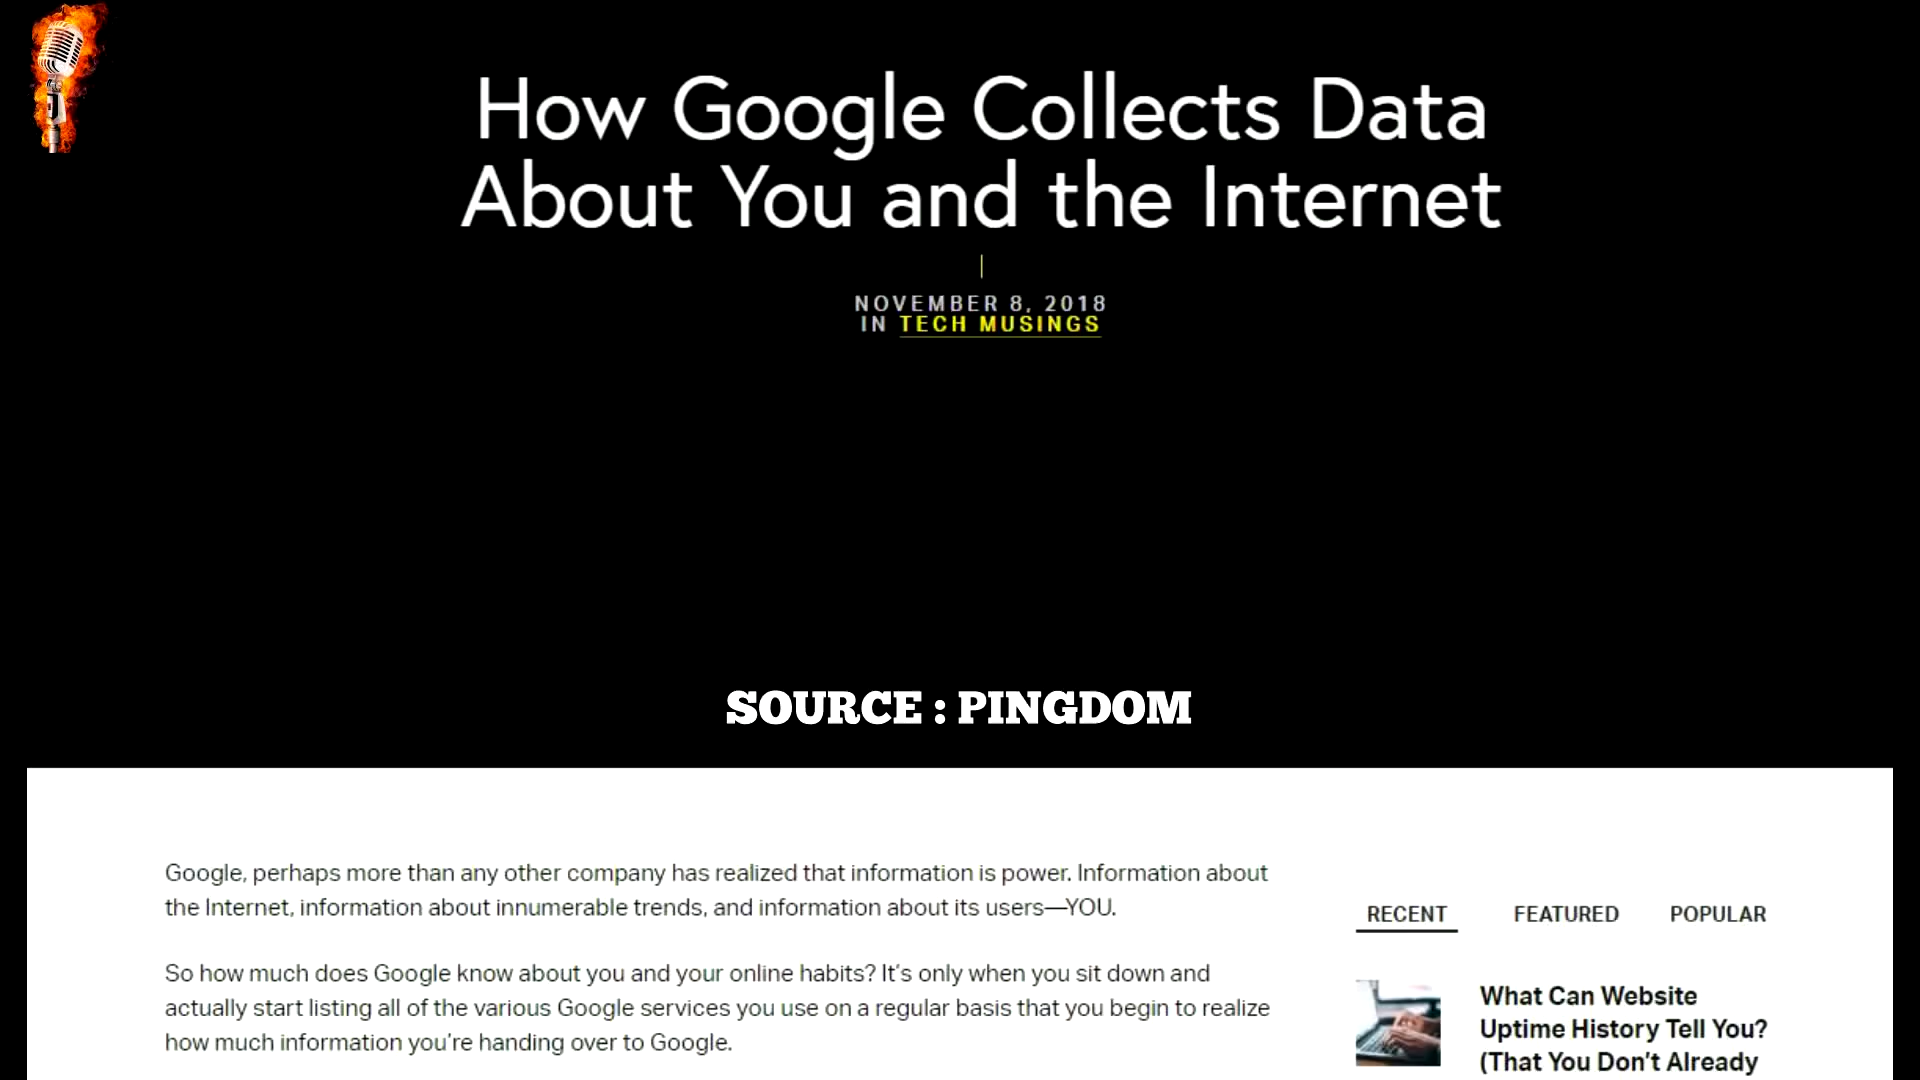 How Google Collects Data
About You and the Internet
NOVEMBER 8, 2018
IN TECH MUSINGS
SOURCE : PINGDOM
Google, perhaps more than any other company has realized that information is power. Information about
the Internet, information about innumerable trends, and information about its users—YOU.
So how much does Google know about you and your online habits? It's only when you sit down and
actually start listing all of the various Google services you use on a regular basis that you begin to realize
how much information you're handing over to Google.
RECENT FEATURED POPULAR
What Can Website
Uptime History Tell You?
(That You Don't Already